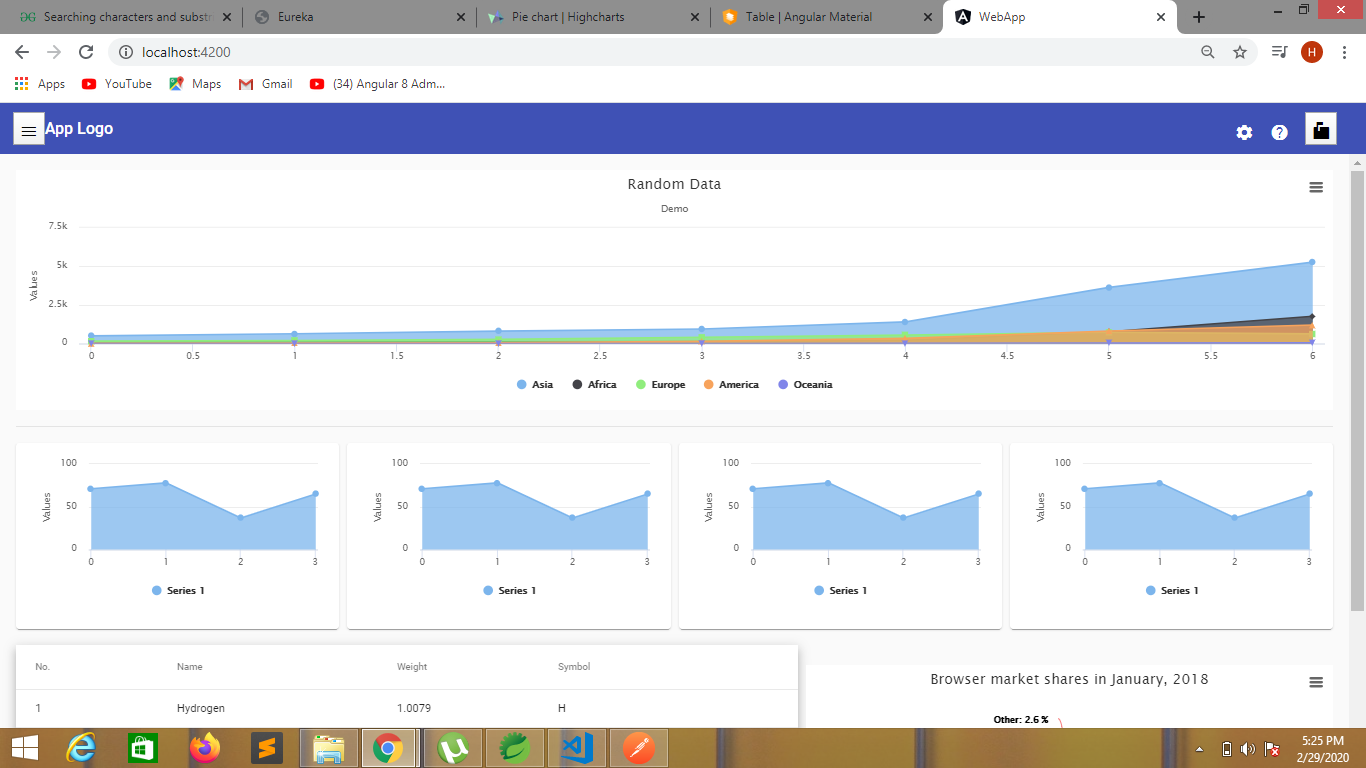 Searching characters and substr
Eureka
Pie chart | Highcharts
Table | Angular Material
WebApp
localhost:4200
H
Apps
YouTube
Maps
Gmail
(34) Angular 8 Adm...
App Logo
Random Data
Demo
Values
7.5k
5k
2.5k
0
0 0.5 1 1.5 2 2.5 3 3.5 4 4.5 5 5.5 6
Asia Africa Europe America Oceania
Values
100
50
0
0 1 2 3
Series 1
Values
100
50
0
0 1 2 3
Series 1
Values
100
50
0
0 1 2 3
Series 1
Values
100
50
0
0 1 2 3
Series 1
No. Name Weight Symbol
1 Hydrogen 1.0079 H
Browser market shares in January, 2018
Other: 2.6 %
5:25 PM
2/29/2020